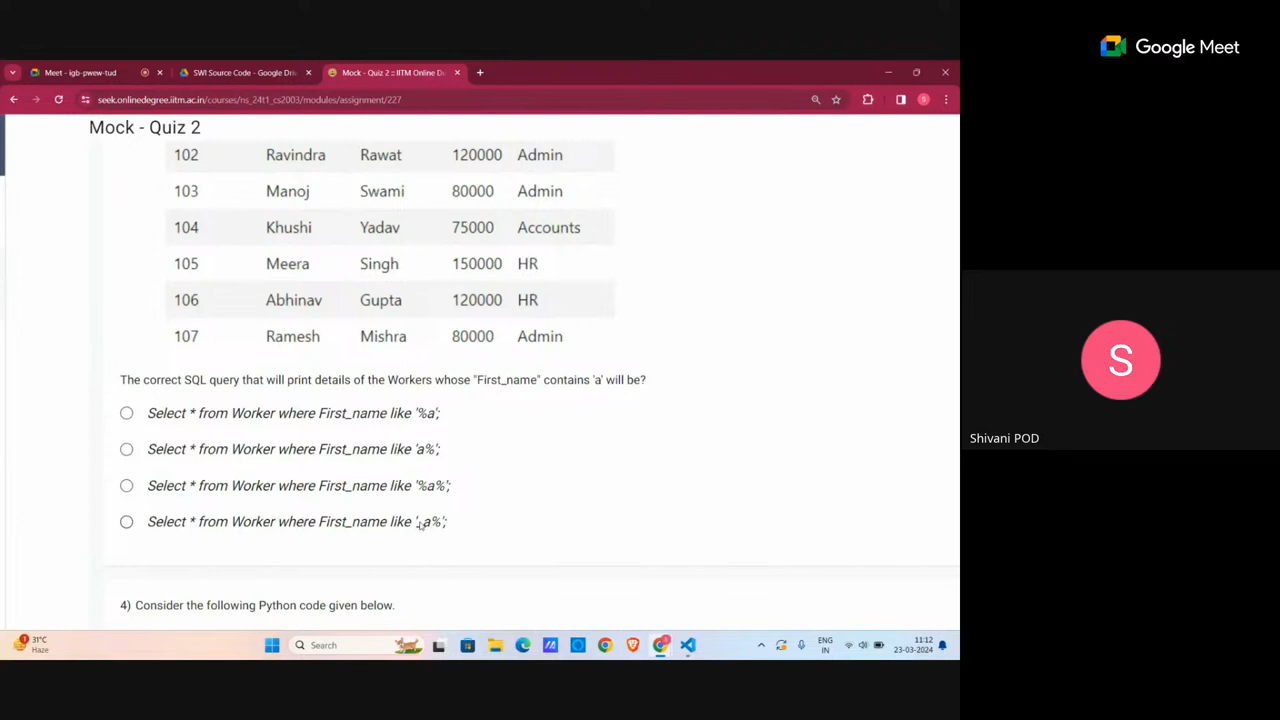 Google Meet
Meet - igb-pwew-tud
SWI Source Code - Google Dri
Mock - Quiz 2 :: IITM Online De
seek.onlinedegree.iitm.ac.in/courses/ns_24t1_cs2003/modules/assignment/227
Mock - Quiz 2
102 Ravindra Rawat 120000 Admin
103 Manoj Swami 80000 Admin
104 Khushi Yadav 75000 Accounts
105 Meera Singh 150000 HR
106 Abhinav Gupta 120000 HR
107 Ramesh Mishra 80000 Admin
The correct SQL query that will print details of the Workers whose "First_name" contains 'a' will be?
Select * from Worker where First_name like '%a';
Select * from Worker where First_name like 'a%';
Select * from Worker where First_name like '%a%';
Select * from Worker where First_name like '_a%';
4) Consider the following Python code given below.
S
Shivani POD
1
31°C
Haze
Search
ENG
IN
11:12
23-03-2024